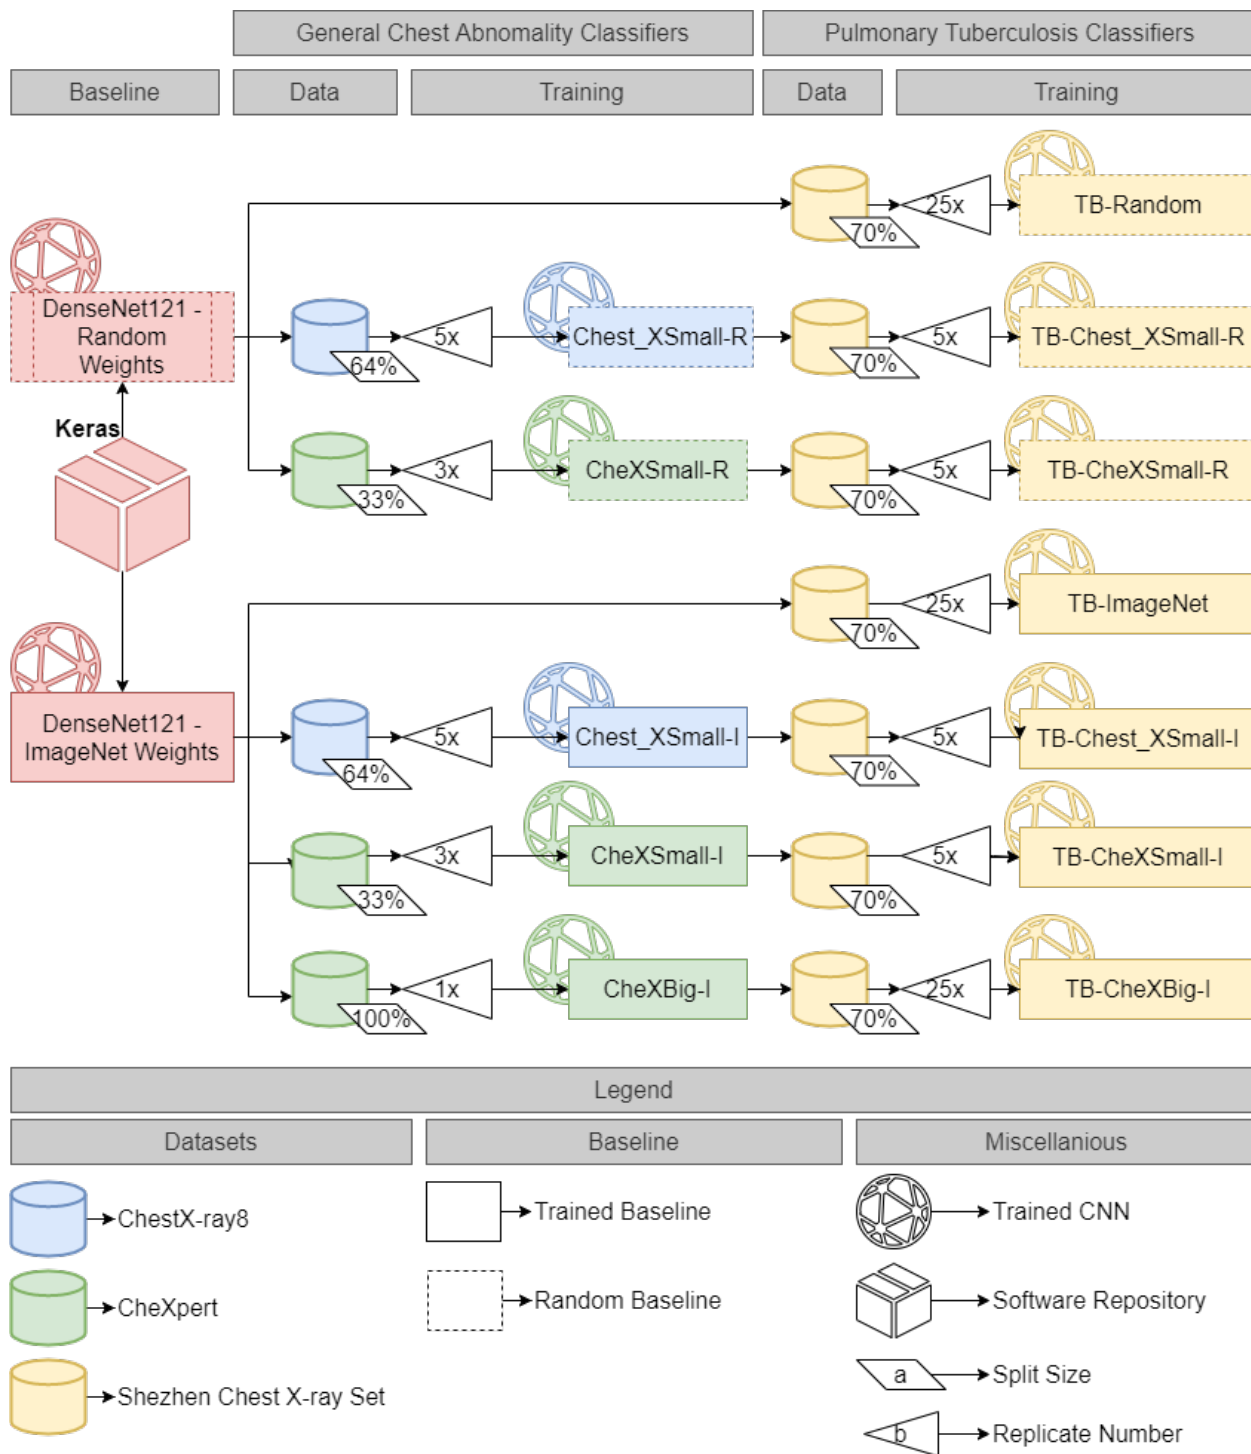 General Chest Abnomality Classifiers
Pulmonary Tuberculosis Classifiers
Baseline
Data
Training
Data
Training
70%
25x
TB-Random
DenseNet121 -
Random
Weights
64%
5x
Chest_XSmall-R
70%
5x
TB-Chest_XSmall-R
Keras
33%
3x
CheXSmall-R
70%
5x
TB-CheXSmall-R
70%
25x
TB-ImageNet
DenseNet121 -
ImageNet Weights
64%
5x
Chest_XSmall-I
70%
5x
TB-Chest_XSmall-I
33%
3x
CheXSmall-I
70%
5x
TB-CheXSmall-I
100%
1x
CheXBig-I
70%
25x
TB-CheXBig-I
Legend
Datasets
Baseline
Miscellanious
ChestX-ray8
Trained Baseline
Trained CNN
CheXpert
Random Baseline
Software Repository
Shezhen Chest X-ray Set
a
Split Size
b
Replicate Number